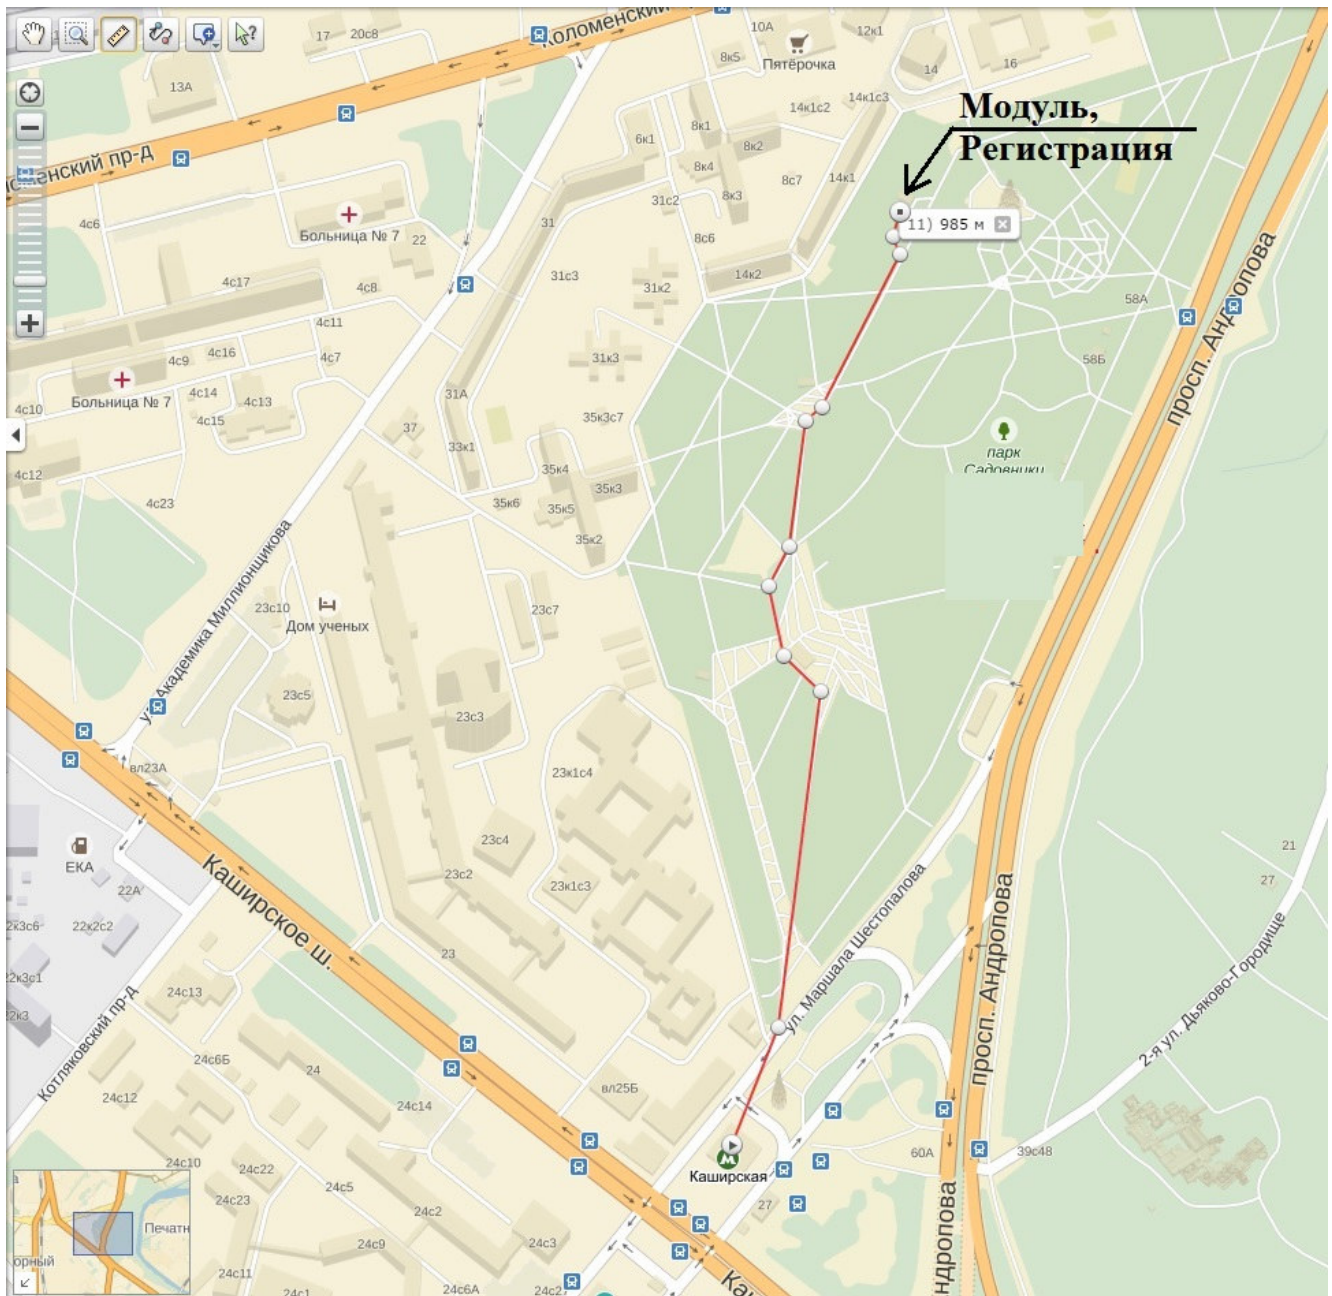 Коломенский
17
20с8
10А
12к1
8к5
Пятёрочка
14
16
13А
14к1с2
14к1с3
Модуль,
Регистрация
6к1
8к1
8к2
8к4
8к3
8с7
14к1
31с2
31
8с6
4с6
Больница № 7
22
11) 985 м
31с3
31к2
14к2
4с17
4с8
58А
просп. Андропова
4с11
4с16
4с9
4с7
31к3
58Б
Больница № 7
4с14
4с13
4с15
4с10
31А
35к3с7
37
33к1
парк
Садовники
4с12
35к4
35к3
4с23
35к6
35к5
35к2
ул. Академика Миллионщикова
23с10
Дом ученых
23с7
23с5
23с3
вл23А
23к1с4
ЕКА
23с4
23с2
23к1с3
22А
22к2с2
21
27
Каширское ш.
ул. Маршала Шестопалова
просп. Андропова
2-я ул. Дьяково-Городище
23
24с13
22к3
Котляковский пр-д
24с6Б
24
24с12
24с14
вл25Б
60А
39с48
24с10
24с22
24с5
24с23
24с2
Каширская
27
Печатн
орный
24с9
24с3
24с11
24с1
24с6А